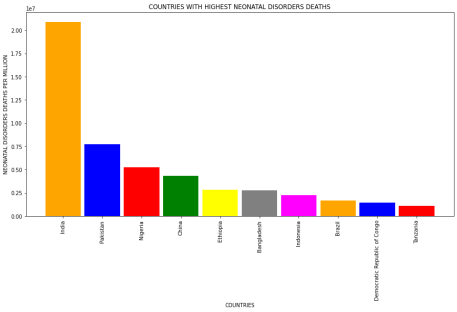 COUNTRIES WITH HIGHEST NEONATAL DISORDERS DEATHS
1e7
NEONATAL DISORDERS DEATHS PER MILLION
2.00
1.75
1.50
1.25
1.00
0.75
0.50
0.25
0.00
India
Pakistan
Nigeria
China
Ethiopia
Bangladesh
Indonesia
Brazil
Democratic Republic of Congo
Tanzania
COUNTRIES